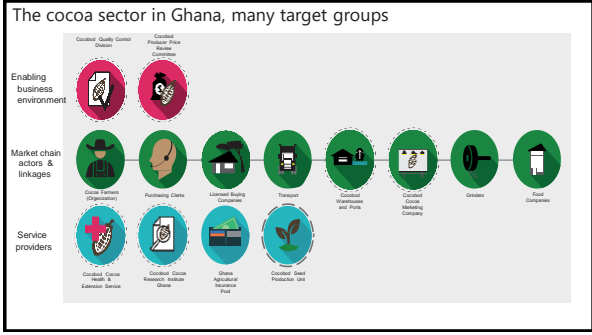 The cocoa sector in Ghana, many target groups
Cocobod Quality Control
Division
Cocobod
Producer Price
Review
Committee
Enabling
business
environment
Market chain
actors &
linkages
Cocoa Farmers
(Organization)
Purchasing Clerks
Licensed Buying
Companies
Transport
Cocobod
Warehouses
and Ports
Cocobod
Cocoa
Marketing
Company
Grinders
Food
Companies
Service
providers
Cocobod Cocoa
Health &
Extension Service
Cocobod Cocoa
Research Institute
Ghana
Ghana
Agricultural
Insurance
Pool
Cocobod Seed
Production Unit